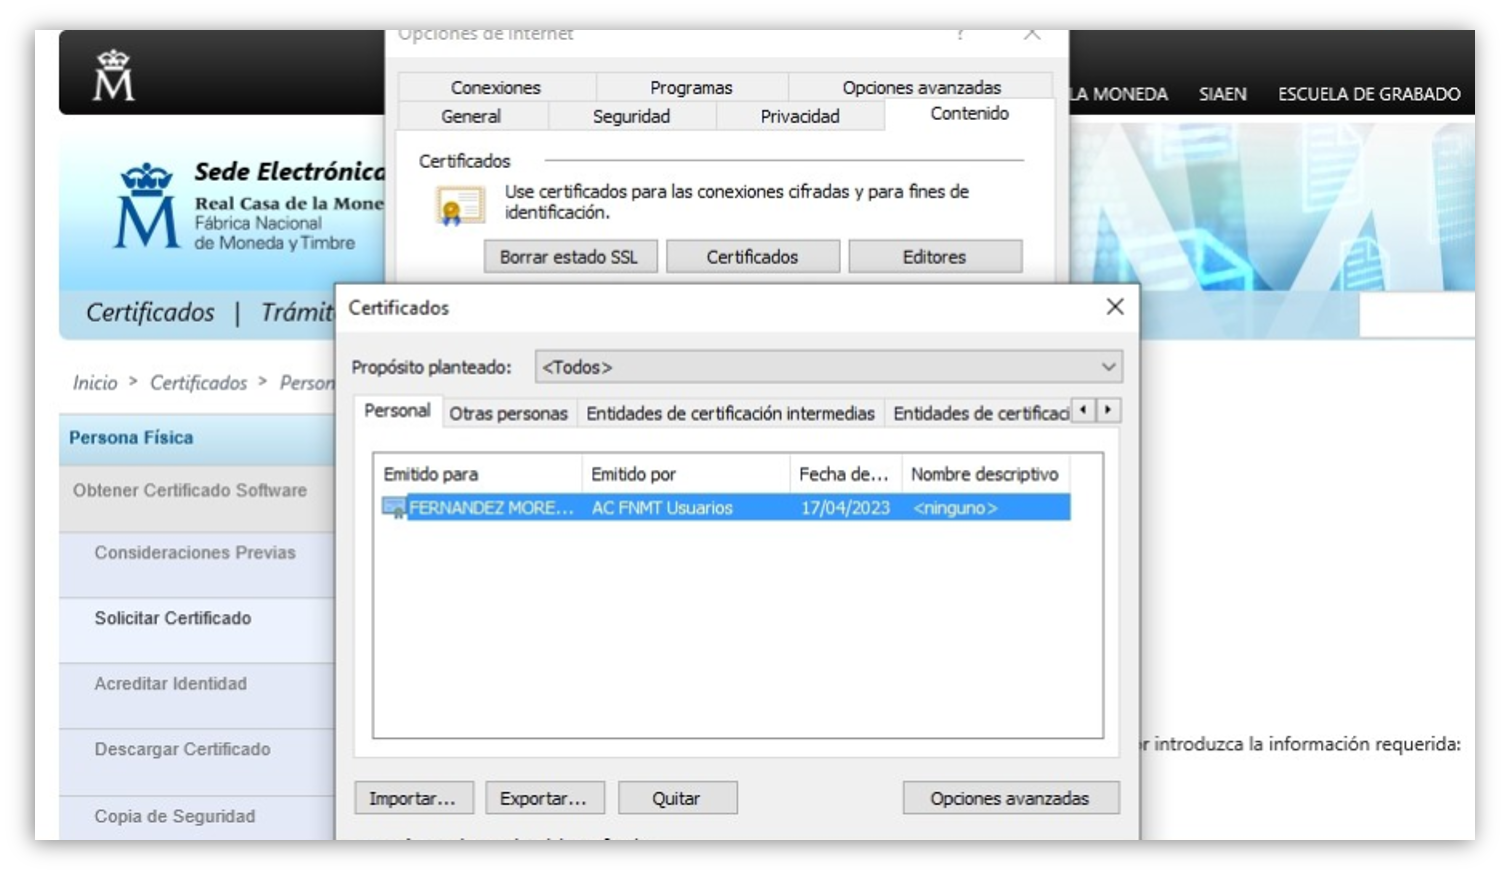 Opciones de Internet
?
Conexiones
Programas
Opciones avanzadas
General
Seguridad
Privacidad
Contenido
LA MONEDA
SIAEN
ESCUELA DE GRABADO
Certificados
Use certificados para las conexiones cifradas y para fines de
identificación.
Borrar estado SSL
Certificados
Editores
M
Sede Electrónica
Real Casa de la Mone
Fábrica Nacional
de Moneda y Timbre
Certificados | Trámit
Inicio > Certificados > Person
Persona Física
Obtener Certificado Software
Consideraciones Previas
Solicitar Certificado
Acreditar Identidad
Descargar Certificado
Copia de Seguridad
Certificados
Propósito planteado:
<Todos>
Personal
Otras personas
Entidades de certificación intermedias
Entidades de certificaci
Emitido para
Emitido por
Fecha de...
Nombre descriptivo
FERNANDEZ MORE...
AC FNMT Usuarios
17/04/2023
<ninguno>
Importar...
Exportar...
Quitar
Opciones avanzadas
r introduzca la información requerida: